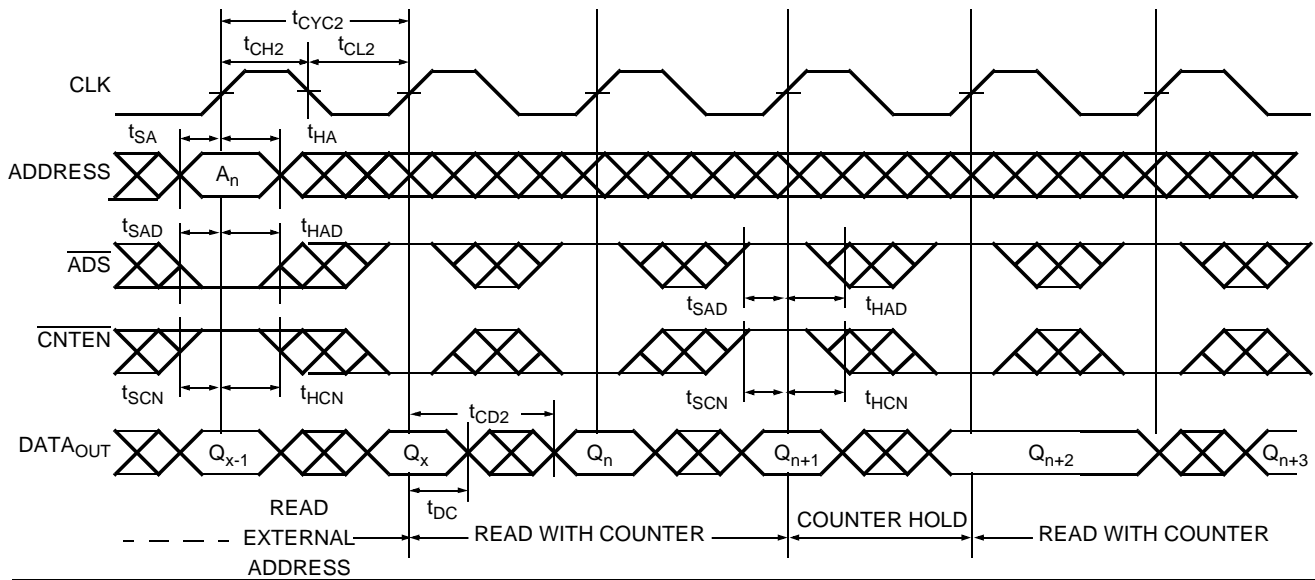 tCYC2
tCH2 tCL2
CLK
tSA tHA
ADDRESS An
tSAD tHAD
ADS
tSAD tHAD
CNTEN
tSCN tHCN tSCN tHCN
tCD2
DATAOUT Qx-1 Qx Qn Qn+1 Qn+2 Qn+3
tDC
READ
EXTERNAL
ADDRESS
READ WITH COUNTER
COUNTER HOLD
READ WITH COUNTER